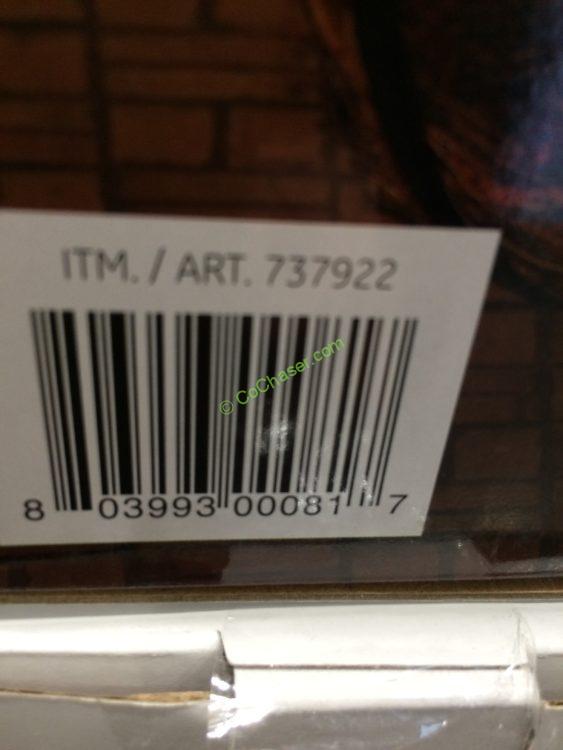 ITM. / ART. 737922
© CoChaser.com
8 03993 00081 7